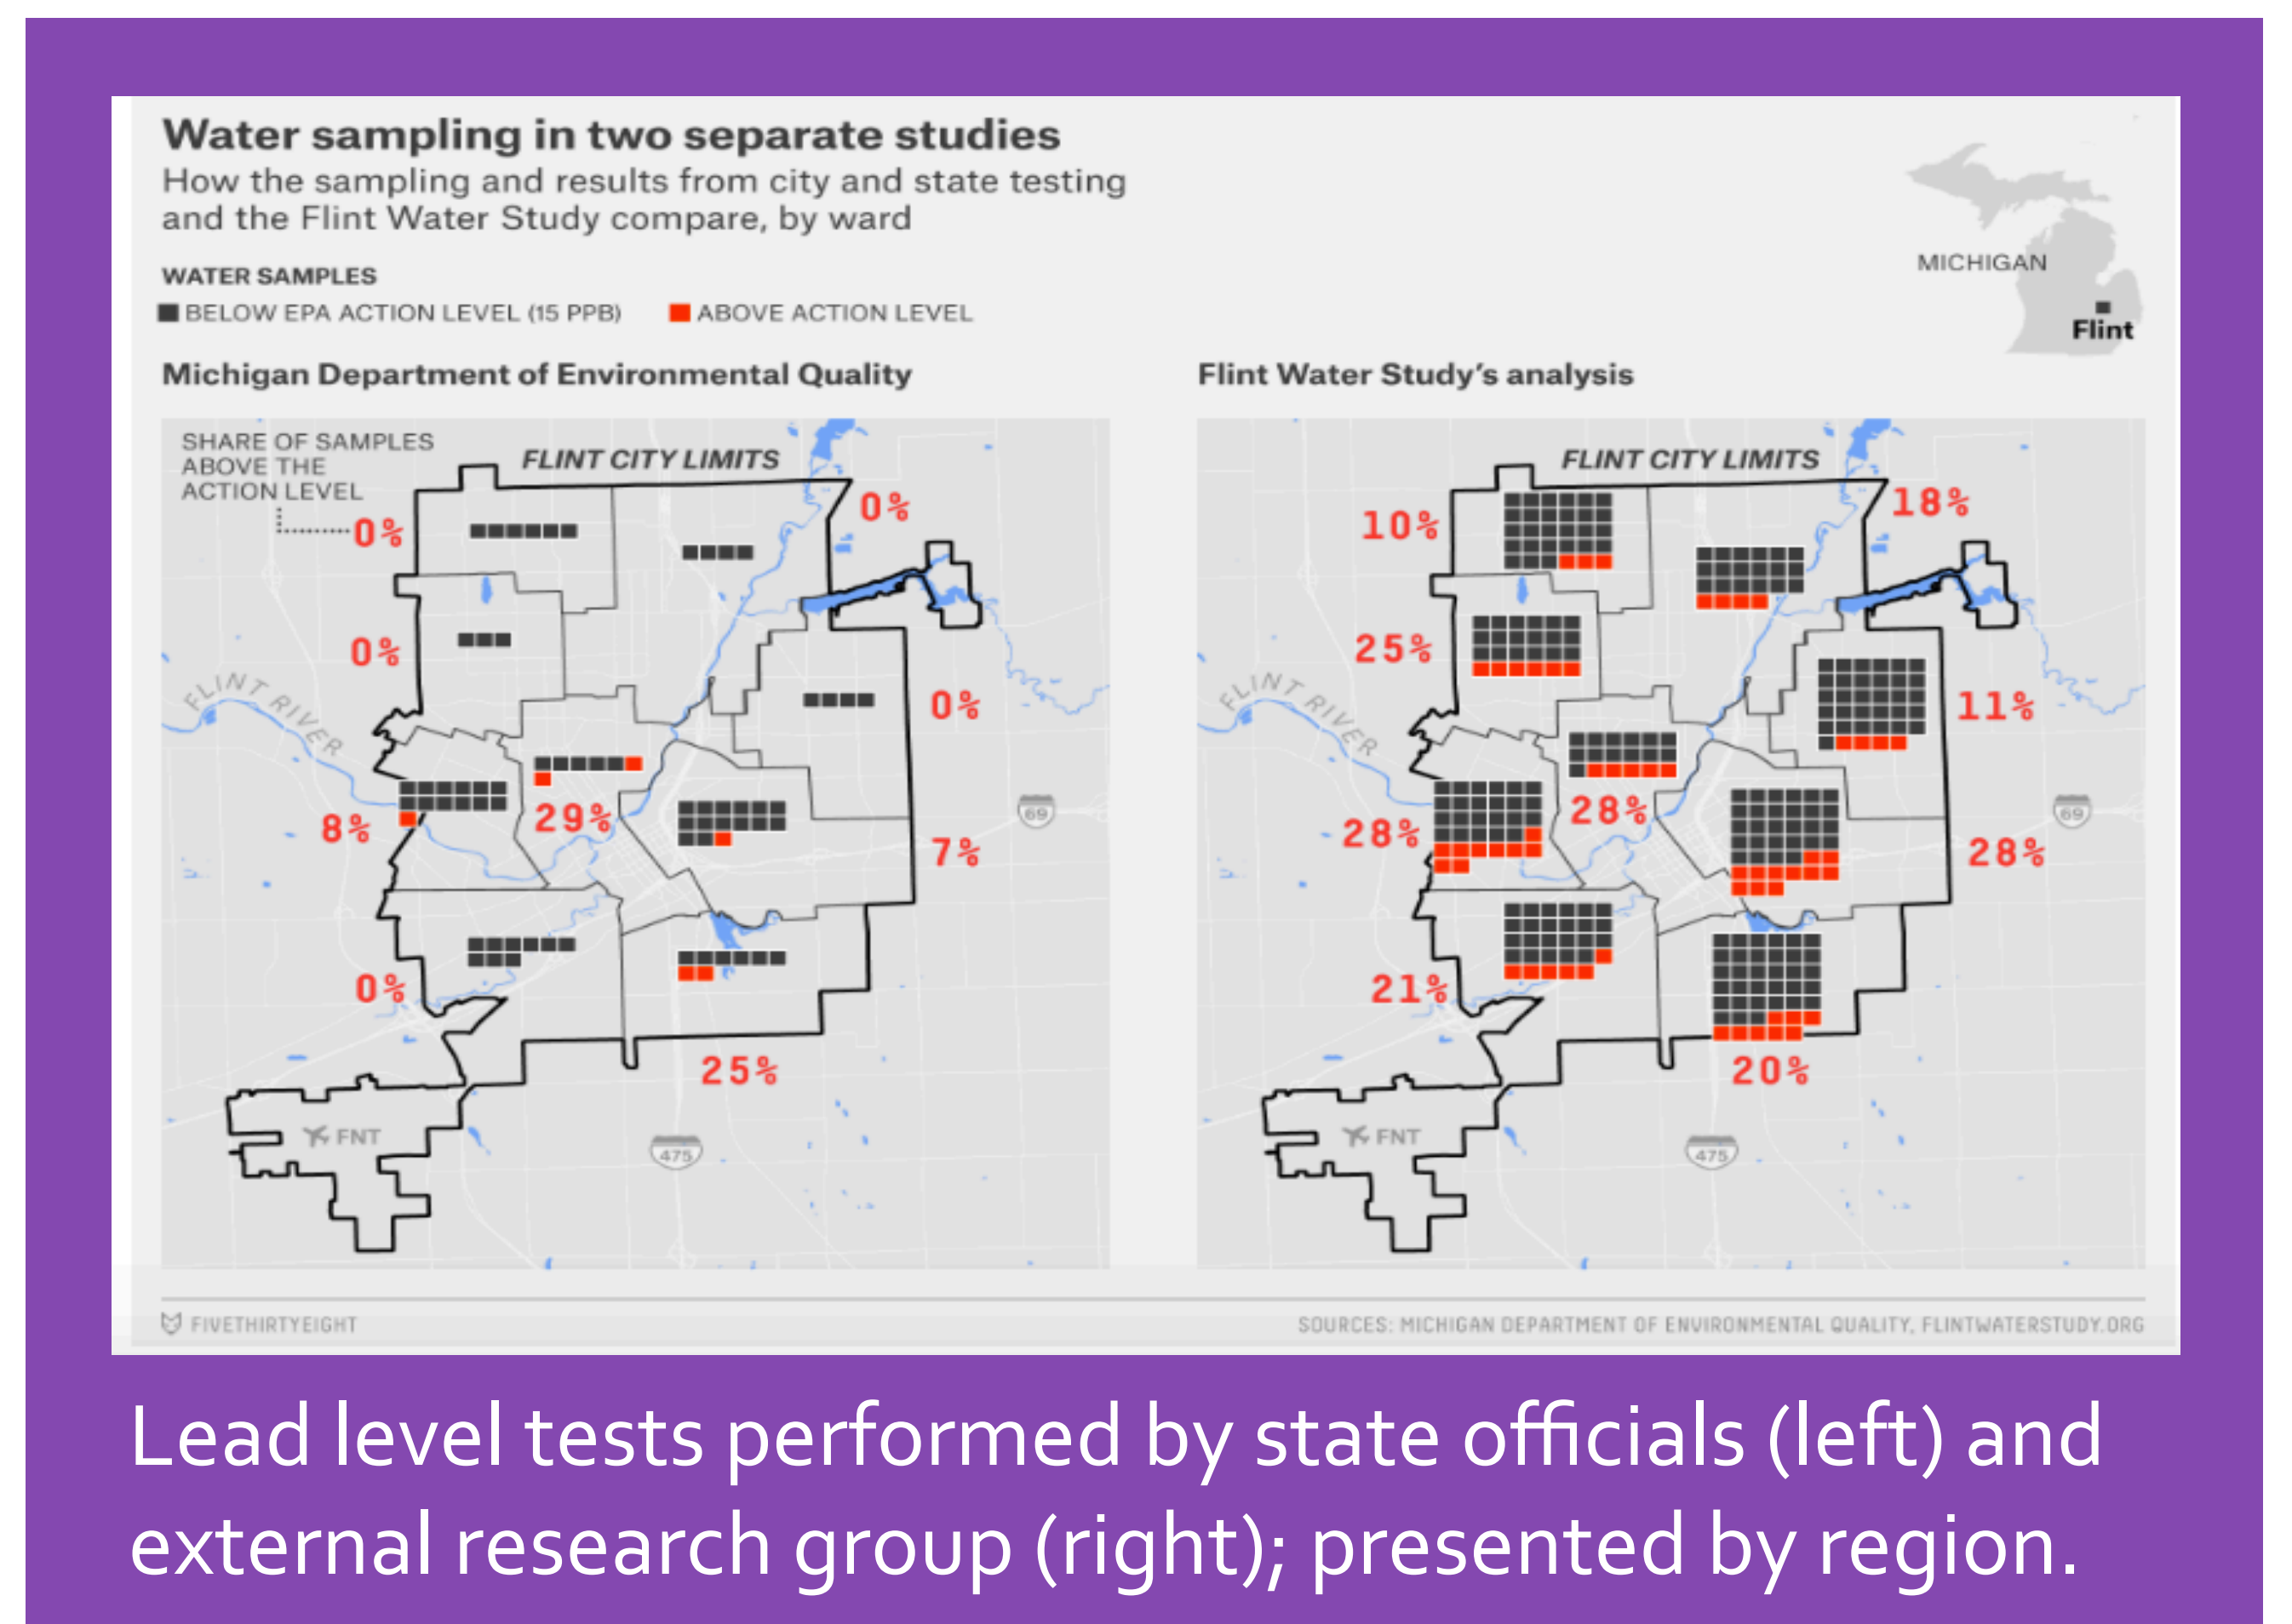 Water sampling in two separate studies
How the sampling and results from city and state testing
and the Flint Water Study compare, by ward
WATER SAMPLES
BELOW EPA ACTION LEVEL (15 PPB)
ABOVE ACTION LEVEL
MICHIGAN
Flint
Michigan Department of Environmental Quality
SHARE OF SAMPLES
ABOVE THE
ACTION LEVEL
FLINT CITY LIMITS
0%
0%
0%
FLINT RIVER
0%
69
8%
29%
7%
0%
25%
FNT
475
Flint Water Study's analysis
FLINT CITY LIMITS
18%
10%
25%
FLINT RIVER
11%
69
28%
28%
28%
21%
20%
FNT
475
FIVETHIRTYEIGHT
SOURCES: MICHIGAN DEPARTMENT OF ENVIRONMENTAL QUALITY, FLINTWATERSTUDY.ORG
Lead level tests performed by state officials (left) and
external research group (right); presented by region.